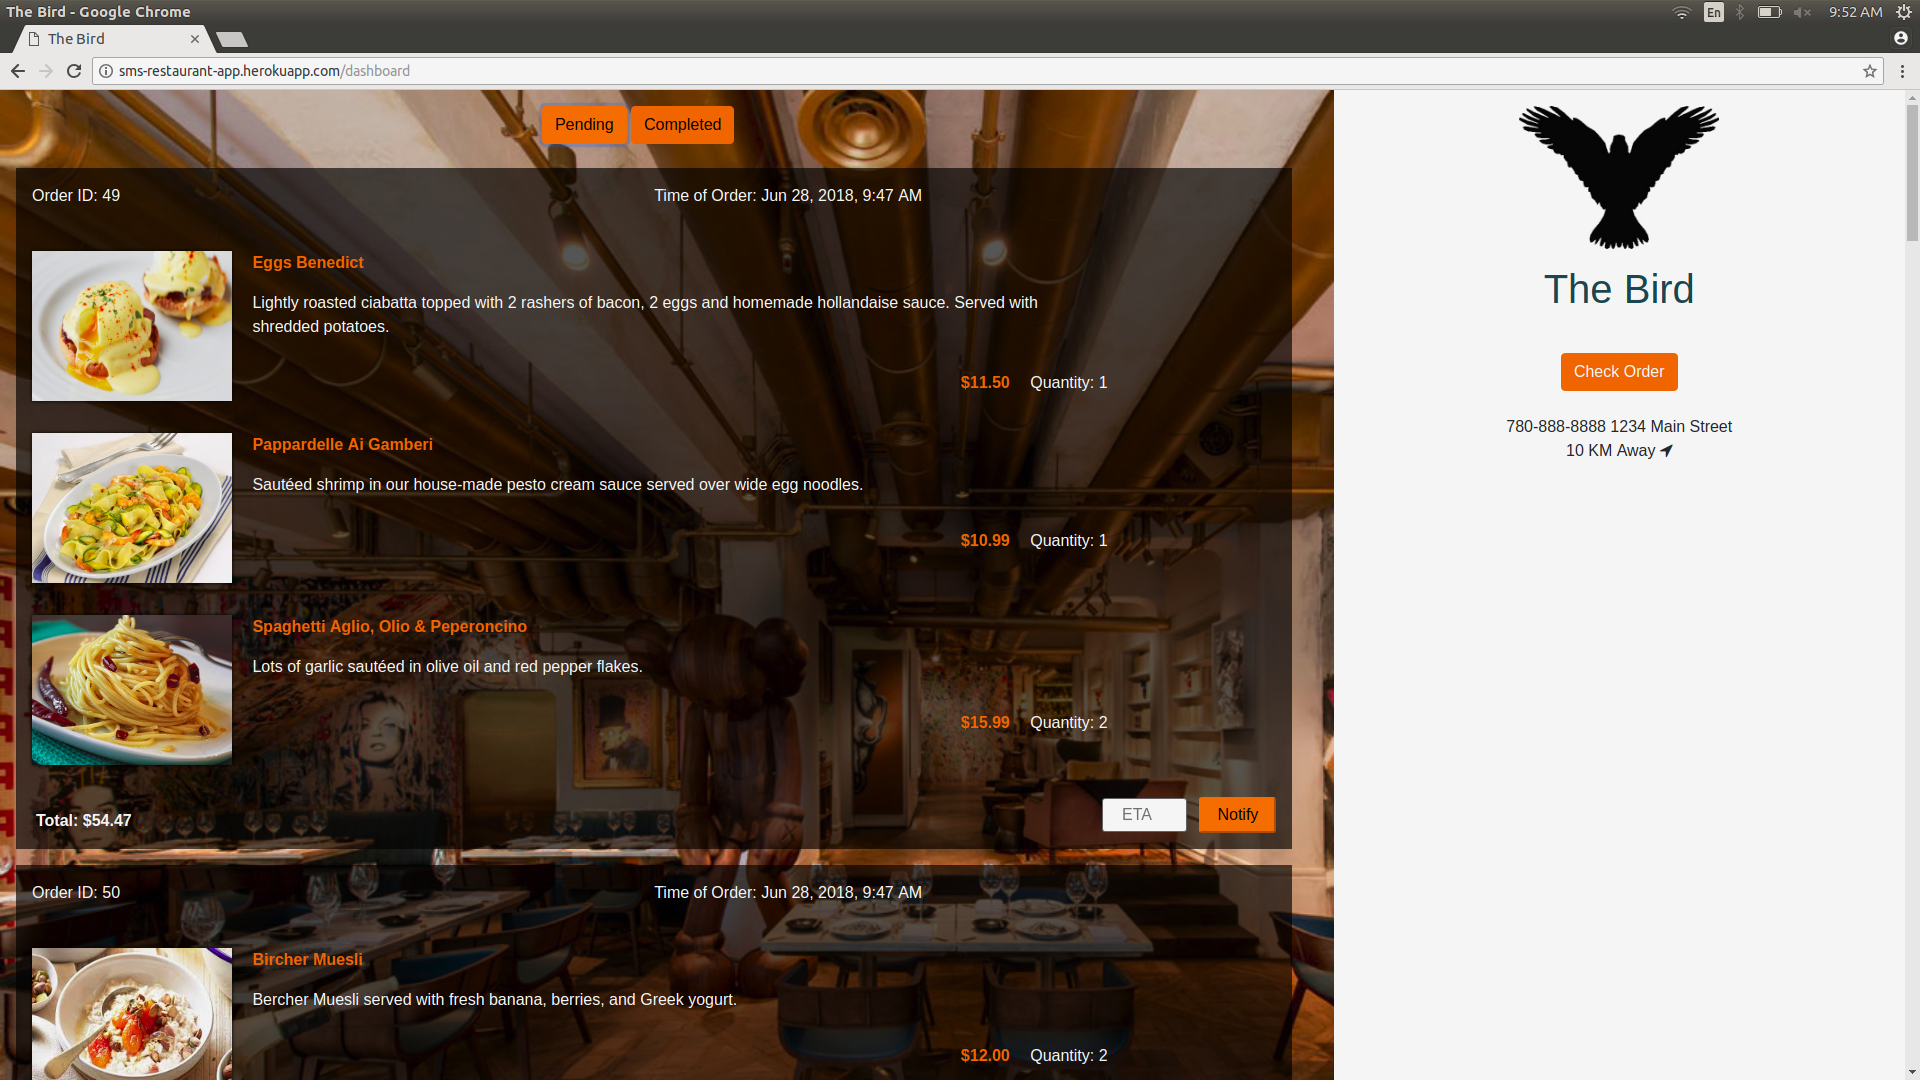 The Bird - Google Chrome
En
9:52 AM
The Bird
sms-restaurant-app.herokuapp.com/dashboard
Pending
Completed
Order ID: 49
Time of Order: Jun 28, 2018, 9:47 AM
Eggs Benedict
Lightly roasted ciabatta topped with 2 rashers of bacon, 2 eggs and homemade hollandaise sauce. Served with
shredded potatoes.
$11.50
Quantity: 1
Pappardelle Ai Gamberi
Sautéed shrimp in our house-made pesto cream sauce served over wide egg noodles.
$10.99
Quantity: 1
Spaghetti Aglio, Olio & Peperoncino
Lots of garlic sautéed in olive oil and red pepper flakes.
$15.99
Quantity: 2
Total: $54.47
ETA
Notify
Order ID: 50
Time of Order: Jun 28, 2018, 9:47 AM
Bircher Muesli
Bercher Muesli served with fresh banana, berries, and Greek yogurt.
$12.00
Quantity: 2
The Bird
Check Order
780-888-8888 1234 Main Street
10 KM Away